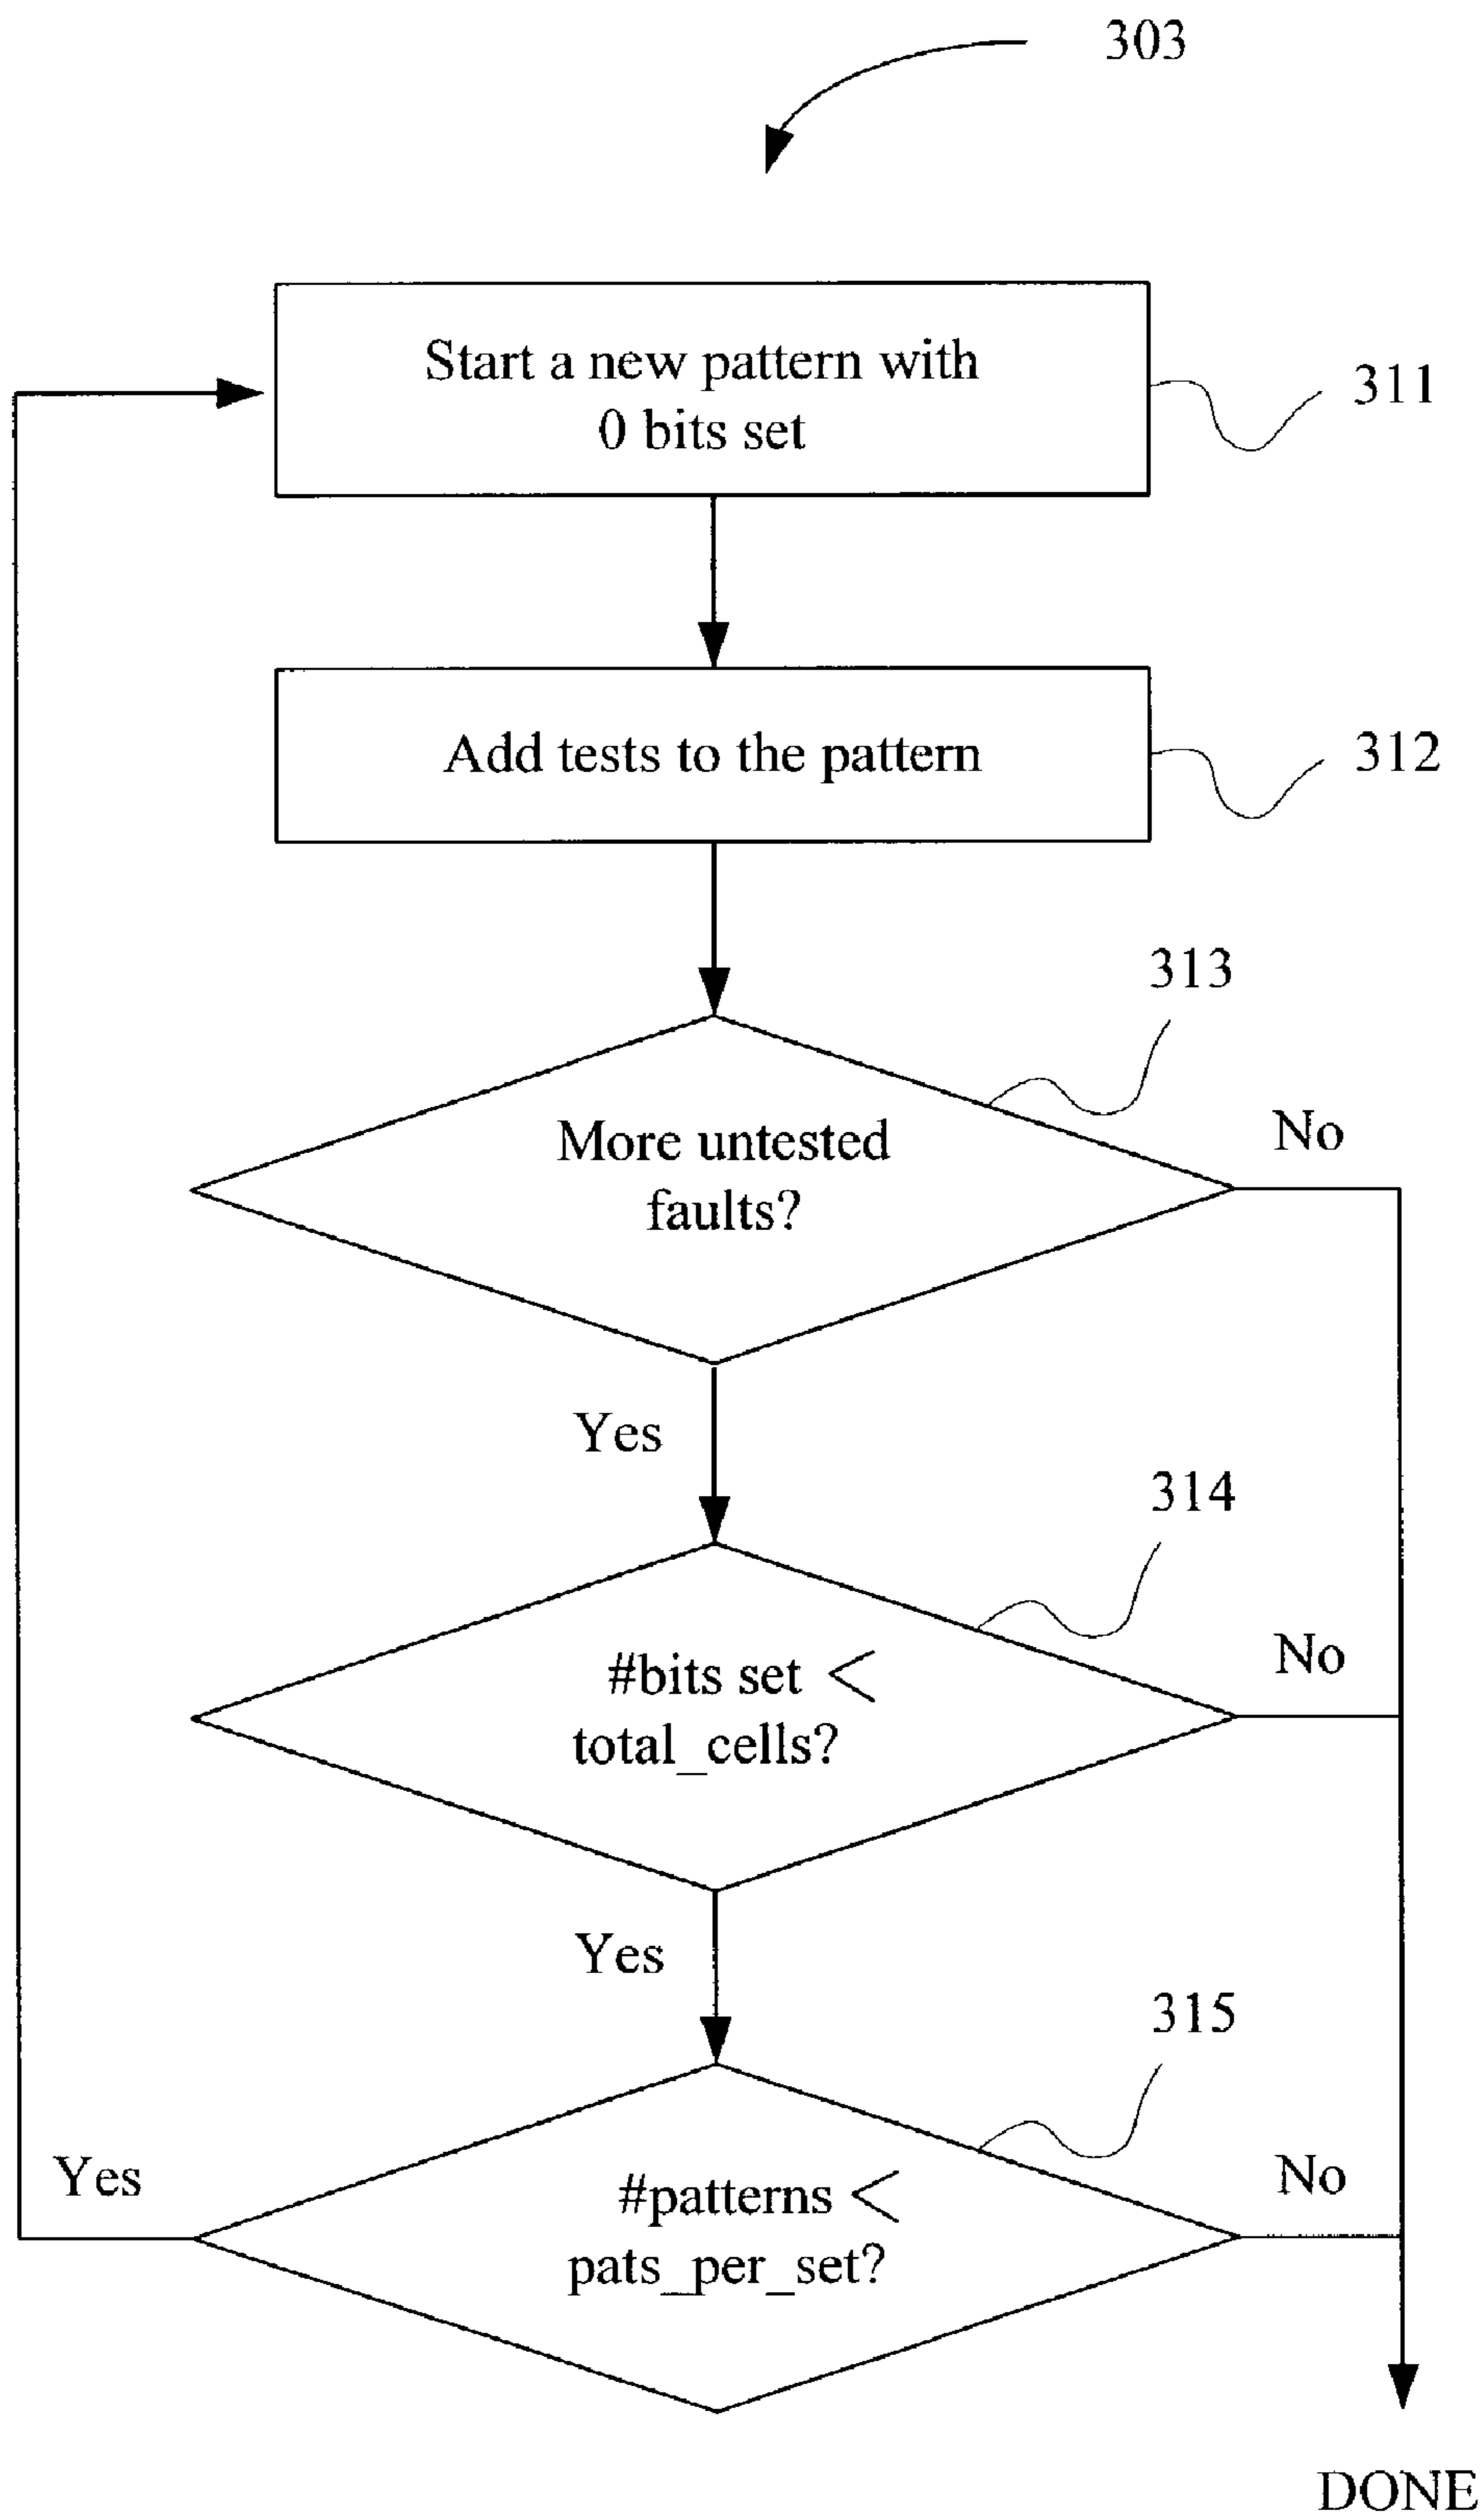 303
Start a new pattern with
0 bits set
311
Add tests to the pattern
312
313
More untested
faults?
No
Yes
314
#bits set <
total_cells?
No
Yes
315
#patterns <
pats_per_set?
Yes
No
DONE